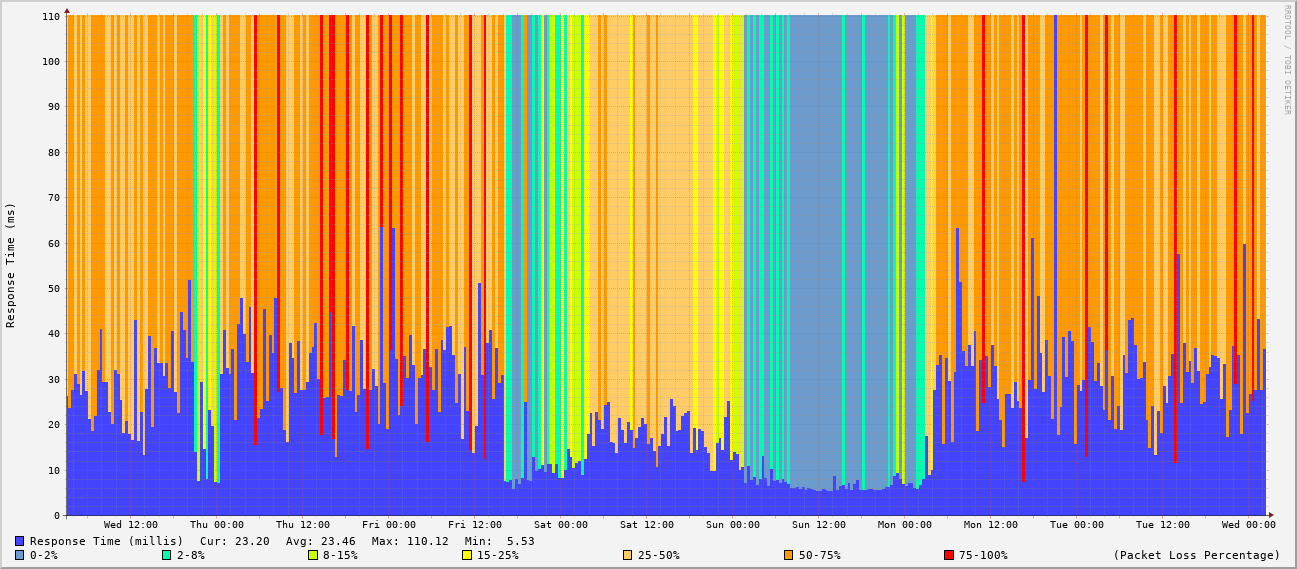 RRDTOOL / TOBI OETIKER
Response Time (ms)
110
100
90
80
70
60
50
40
30
20
10
0
Wed 12:00 Thu 00:00 Thu 12:00 Fri 00:00 Fri 12:00 Sat 00:00 Sat 12:00 Sun 00:00 Sun 12:00 Mon 00:00 Mon 12:00 Tue 00:00 Tue 12:00 Wed 00:00
Response Time (millis) Cur: 23.20 Avg: 23.46 Max: 110.12 Min: 5.53
0-2% 2-8% 8-15% 15-25% 25-50% 50-75% 75-100% (Packet Loss Percentage)